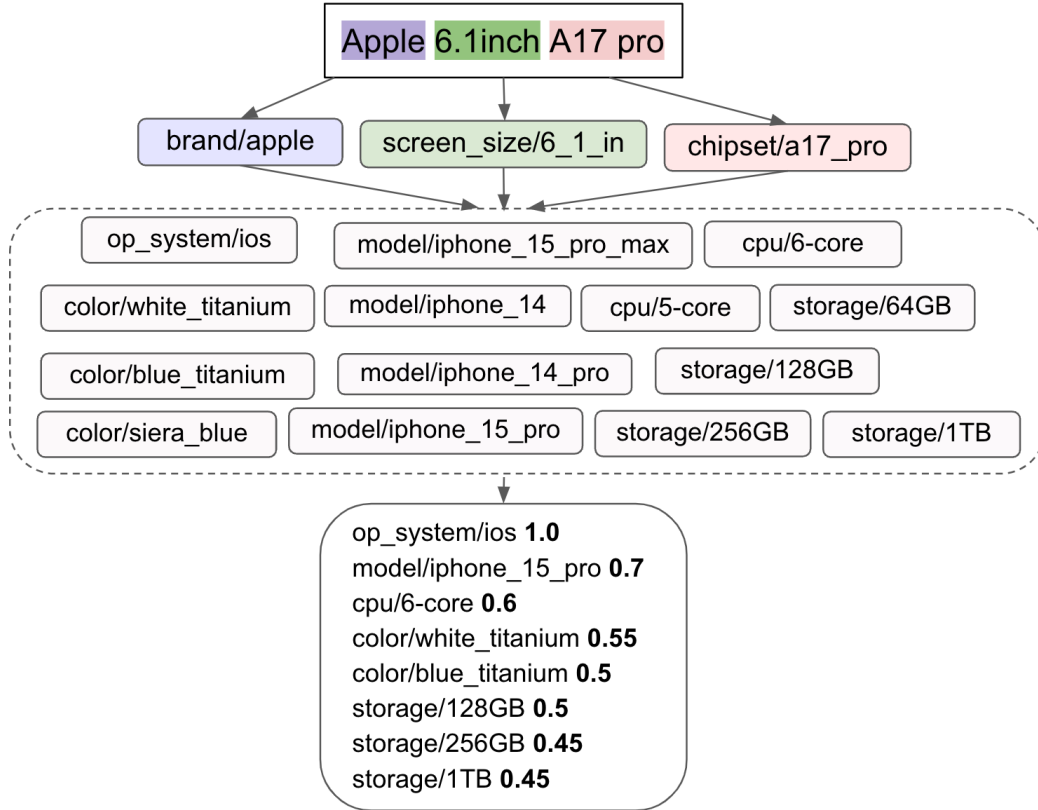 Apple 6.1inch A17 pro
brand/apple
screen_size/6_1_in
chipset/a17_pro
op_system/ios
model/iphone_15_pro_max
cpu/6-core
color/white_titanium
model/iphone_14
cpu/5-core
storage/64GB
color/blue_titanium
model/iphone_14_pro
storage/128GB
color/siera_blue
model/iphone_15_pro
storage/256GB
storage/1TB
op_system/ios 1.0
model/iphone_15_pro 0.7
cpu/6-core 0.6
color/white_titanium 0.55
color/blue_titanium 0.5
storage/128GB 0.5
storage/256GB 0.45
storage/1TB 0.45